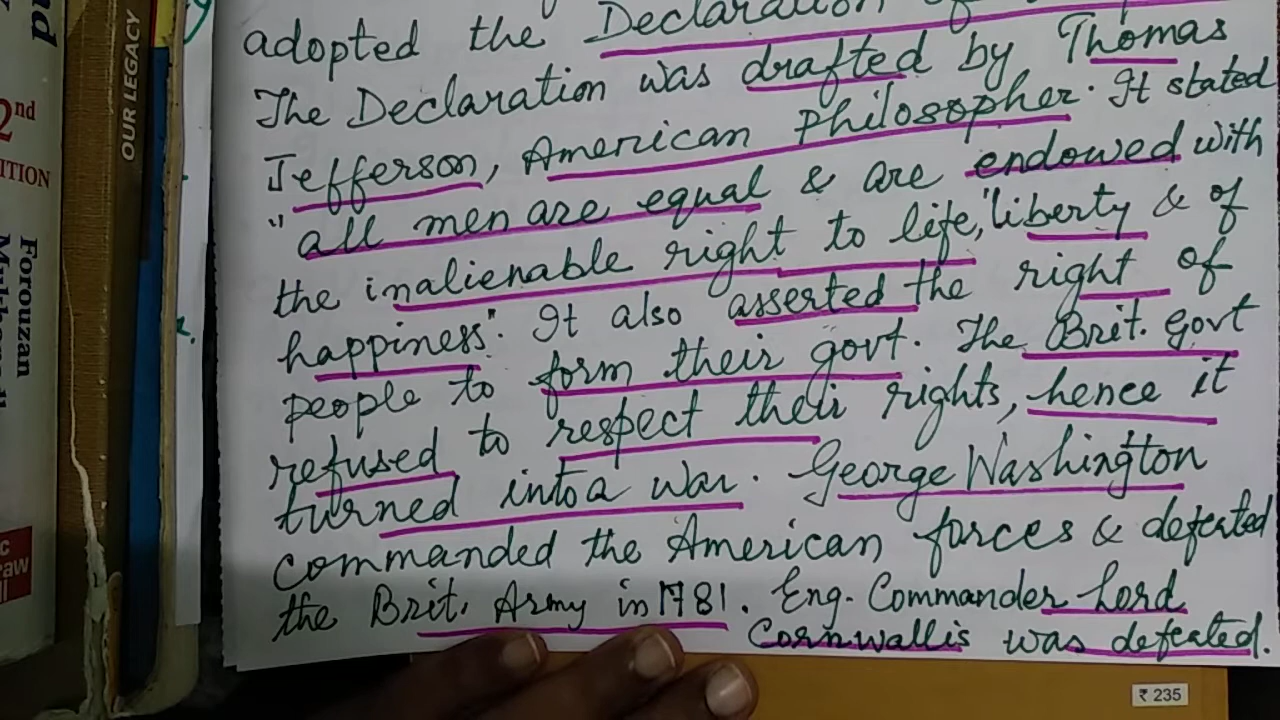 adopted the Declaration
The Declaration was drafted by Thomas
Jefferson, American Philosopher. It stated
"all men are equal & are endowed with
the inalienable right to life, "liberty & of
happiness". It also asserted the right of
people to form their govt. The Brit. Govt
refused to respect their rights, hence it
turned into a war. George Washington
commanded the American forces & defeated
the Brit. Army in 1781. Eng. Commander Lord
Cornwallis was defeated.
OUR LEGACY
2nd
ITION
Forouzan
₹ 235